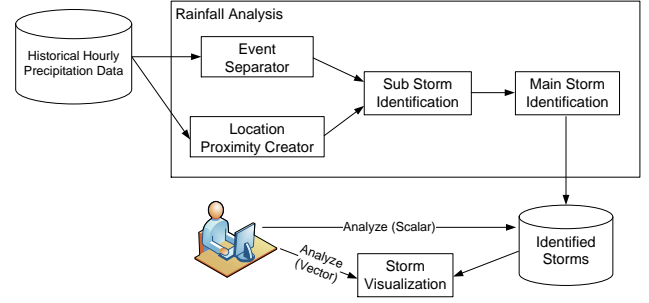 Rainfall Analysis
Historical Hourly
Precipitation Data
Event
Separator
Sub Storm
Identification
Main Storm
Identification
Location
Proximity Creator
Analyze (Scalar)
Analyze
(Vector)
Storm
Visualization
Identified
Storms